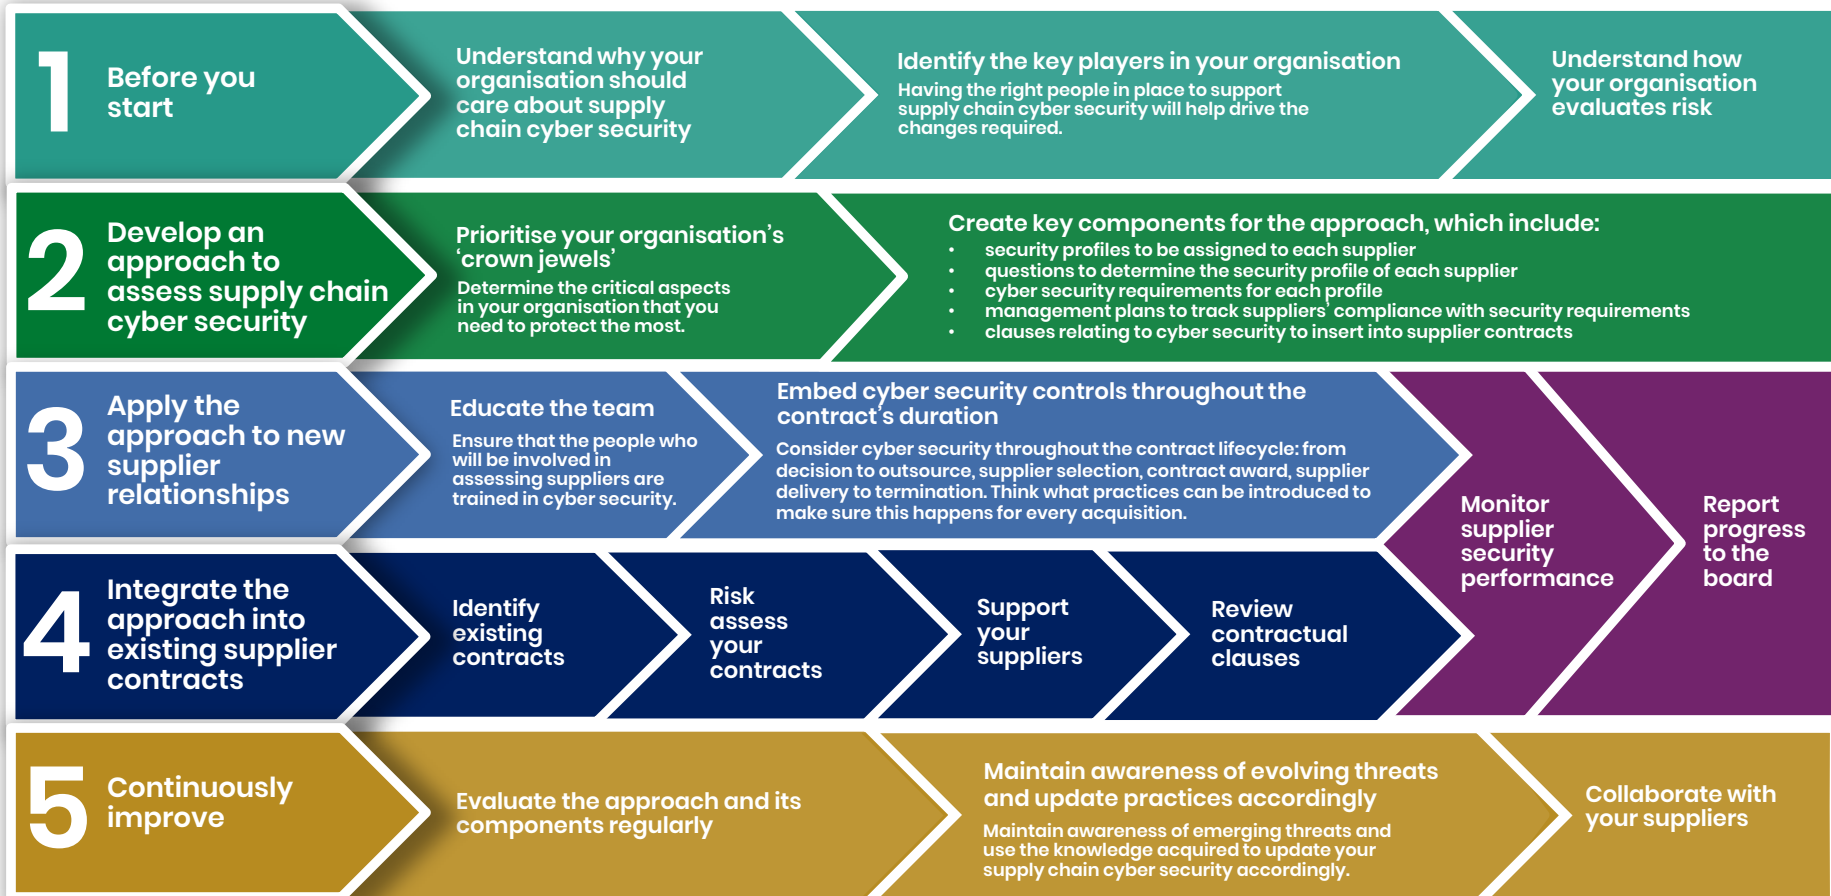 1
Before you
start
Understand why your
organisation should
care about supply
chain cyber security
Identify the key players in your organisation
Having the right people in place to support
supply chain cyber security will help drive the
changes required.
Understand how
your organisation
evaluates risk
2
Develop an
approach to
assess supply chain
cyber security
Prioritise your organisation's
'crown jewels'
Determine the critical aspects
in your organisation that you
need to protect the most.
Create key components for the approach, which include:
• security profiles to be assigned to each supplier
• questions to determine the security profile of each supplier
• cyber security requirements for each profile
• management plans to track suppliers' compliance with security requirements
• clauses relating to cyber security to insert into supplier contracts
3
Apply the
approach to new
supplier
relationships
Educate the team
Ensure that the people who
will be involved in
assessing suppliers are
trained in cyber security.
Embed cyber security controls throughout the
contract's duration
Consider cyber security throughout the contract lifecycle: from
decision to outsource, supplier selection, contract award, supplier
delivery to termination. Think what practices can be introduced to
make sure this happens for every acquisition.
4
Integrate the
approach into
existing supplier
contracts
Identify
existing
contracts
Risk
assess
your
contracts
Support
your
suppliers
Review
contractual
clauses
Monitor
supplier
security
performance
Report
progress
to the
board
5
Continuously
improve
Evaluate the approach and its
components regularly
Maintain awareness of evolving threats
and update practices accordingly
Maintain awareness of emerging threats and
use the knowledge acquired to update your
supply chain cyber security accordingly.
Collaborate with
your suppliers